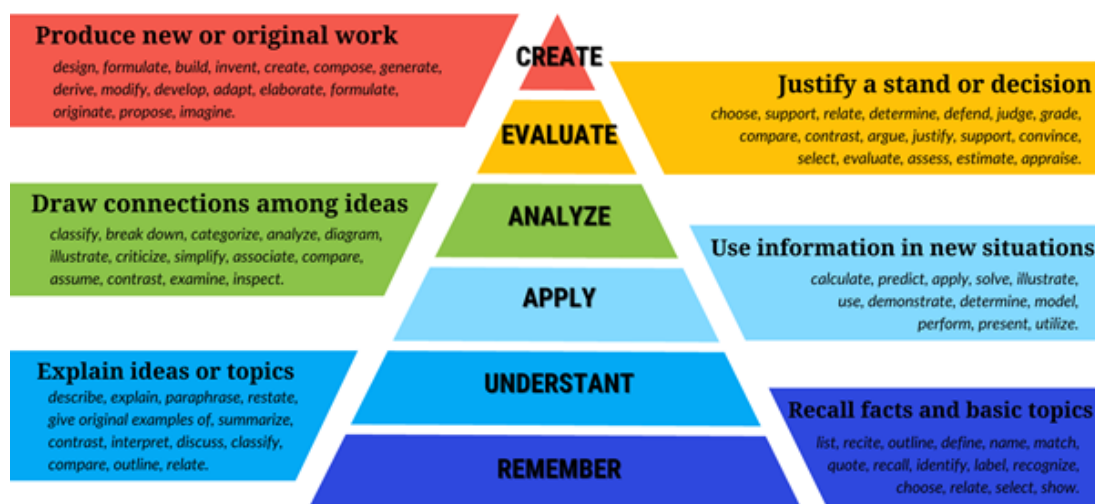 Produce new or original work
design, formulate, build, invent, create, compose, generate,
derive, modify, develop, adapt, elaborate, formulate,
originate, propose, imagine.
CREATE
Justify a stand or decision
choose, support, relate, determine, defend, judge, grade,
compare, contrast, argue, justify, support, convince,
select, evaluate, assess, estimate, appraise.
EVALUATE
Draw connections among ideas
classify, break down, categorize, analyze, diagram,
illustrate, criticize, simplify, associate, compare,
assume, contrast, examine, inspect.
ANALYZE
Use information in new situations
calculate, predict, apply, solve, illustrate,
use, demonstrate, determine, model,
perform, present, utilize.
APPLY
Explain ideas or topics
describe, explain, paraphrase, restate,
give original examples of, summarize,
contrast, interpret, discuss, classify,
compare, outline, relate.
UNDERSTANT
Recall facts and basic topics
list, recite, outline, define, name, match,
quote, recall, identify, label, recognize,
choose, relate, select, show.
REMEMBER